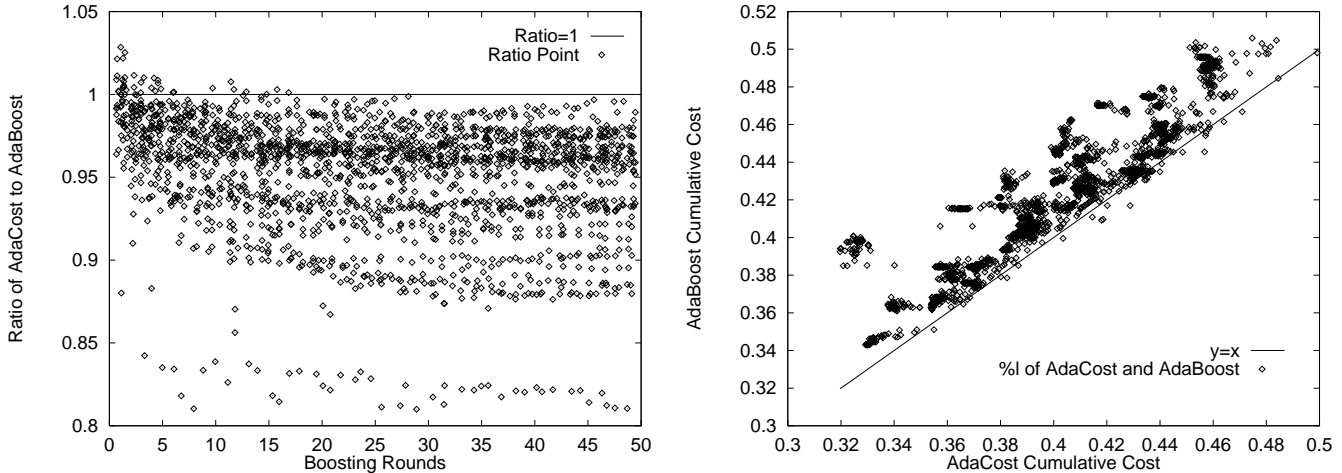 1.1
1.05
1
0.95
0.9
0.85
0.8
0 5 10 15 20 25 30 35 40 45 50
Ratio of AdaCost to AdaBoost
Boosting Rounds
Ratio=1
Ratio Point
0.52
0.5
0.48
0.46
0.44
0.42
0.4
0.38
0.36
0.34
0.32
0.3
0.3 0.32 0.34 0.36 0.38 0.4 0.42 0.44 0.46 0.48 0.5
AdaBoost Cumulative Cost
AdaCost Cumulative Cost
y=x
%l of AdaCost and AdaBoost